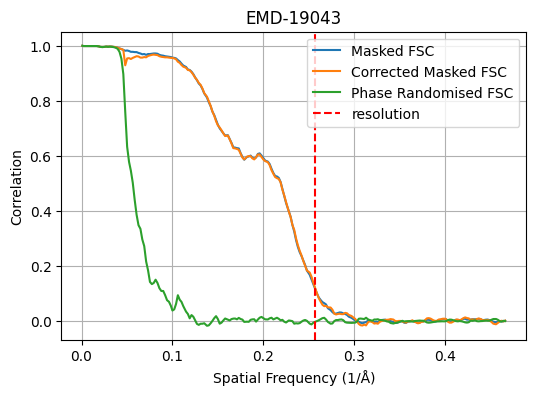 EMD-19043
Masked FSC
Corrected Masked FSC
Phase Randomised FSC
resolution
Correlation
1.0
0.8
0.6
0.4
0.2
0.0
0.0 0.1 0.2 0.3 0.4
Spatial Frequency (1/Å)